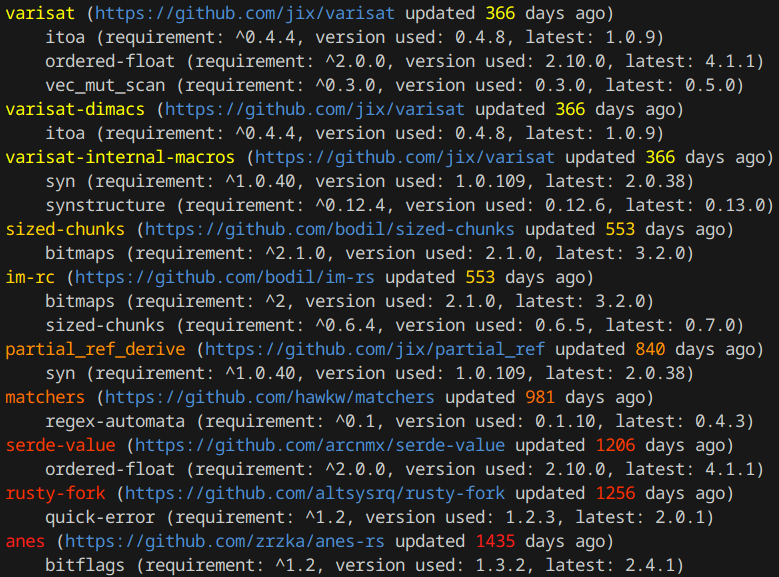 varisat (https://github.com/jix/varisat updated 366 days ago)
itoa (requirement: ^0.4.4, version used: 0.4.8, latest: 1.0.9)
ordered-float (requirement: ^2.0.0, version used: 2.10.0, latest: 4.1.1)
vec_mut_scan (requirement: ^0.3.0, version used: 0.3.0, latest: 0.5.0)
varisat-dimacs (https://github.com/jix/varisat updated 366 days ago)
itoa (requirement: ^0.4.4, version used: 0.4.8, latest: 1.0.9)
varisat-internal-macros (https://github.com/jix/varisat updated 366 days ago)
syn (requirement: ^1.0.40, version used: 1.0.109, latest: 2.0.38)
synstructure (requirement: ^0.12.4, version used: 0.12.6, latest: 0.13.0)
sized-chunks (https://github.com/bodil/sized-chunks updated 553 days ago)
bitmaps (requirement: ^2.1.0, version used: 2.1.0, latest: 3.2.0)
im-rc (https://github.com/bodil/im-rs updated 553 days ago)
bitmaps (requirement: ^2, version used: 2.1.0, latest: 3.2.0)
sized-chunks (requirement: ^0.6.4, version used: 0.6.5, latest: 0.7.0)
partial_ref_derive (https://github.com/jix/partial_ref updated 840 days ago)
syn (requirement: ^1.0.40, version used: 1.0.109, latest: 2.0.38)
matchers (https://github.com/hawkw/matchers updated 981 days ago)
regex-automata (requirement: ^0.1, version used: 0.1.10, latest: 0.4.3)
serde-value (https://github.com/arcnmx/serde-value updated 1206 days ago)
ordered-float (requirement: ^2.0.0, version used: 2.10.0, latest: 4.1.1)
rusty-fork (https://github.com/altsysrq/rusty-fork updated 1256 days ago)
quick-error (requirement: ^1.2, version used: 1.2.3, latest: 2.0.1)
anes (https://github.com/zrzka/anes-rs updated 1435 days ago)
bitflags (requirement: ^1.2, version used: 1.3.2, latest: 2.4.1)